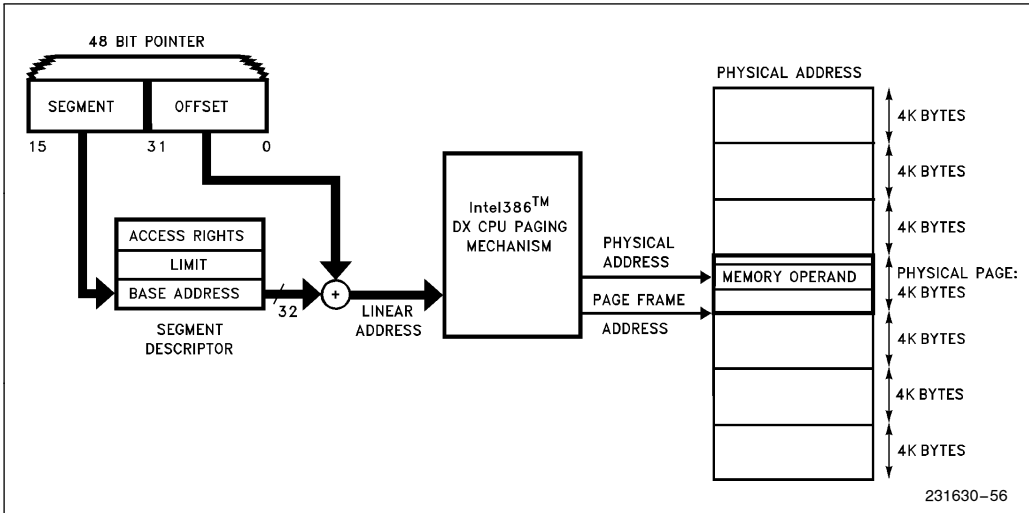 48 BIT POINTER
SEGMENT
OFFSET
15
31
0
ACCESS RIGHTS
LIMIT
BASE ADDRESS
SEGMENT
DESCRIPTOR
32
+
LINEAR
ADDRESS
Intel386™
DX CPU PAGING
MECHANISM
PHYSICAL
ADDRESS
PAGE FRAME
ADDRESS
PHYSICAL ADDRESS
4K BYTES
4K BYTES
4K BYTES
MEMORY OPERAND
PHYSICAL PAGE:
4K BYTES
4K BYTES
4K BYTES
4K BYTES
231630-56